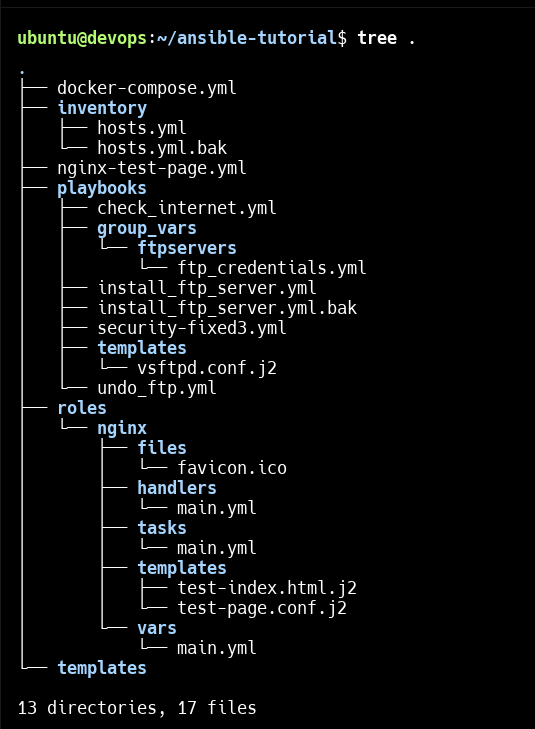 ubuntu@devops:~/ansible-tutorial$ tree .
.
├── docker-compose.yml
├── inventory
│   ├── hosts.yml
│   └── hosts.yml.bak
├── nginx-test-page.yml
├── playbooks
│   ├── check_internet.yml
│   ├── group_vars
│   │   └── ftpservers
│   │       └── ftp_credentials.yml
│   ├── install_ftp_server.yml
│   ├── install_ftp_server.yml.bak
│   ├── security-fixed3.yml
│   ├── templates
│   │   └── vsftpd.conf.j2
│   └── undo_ftp.yml
├── roles
│   └── nginx
│       ├── files
│       │   └── favicon.ico
│       ├── handlers
│       │   └── main.yml
│       ├── tasks
│       │   └── main.yml
│       ├── templates
│       │   ├── test-index.html.j2
│       │   └── test-page.conf.j2
│       └── vars
│           └── main.yml
└── templates
13 directories, 17 files